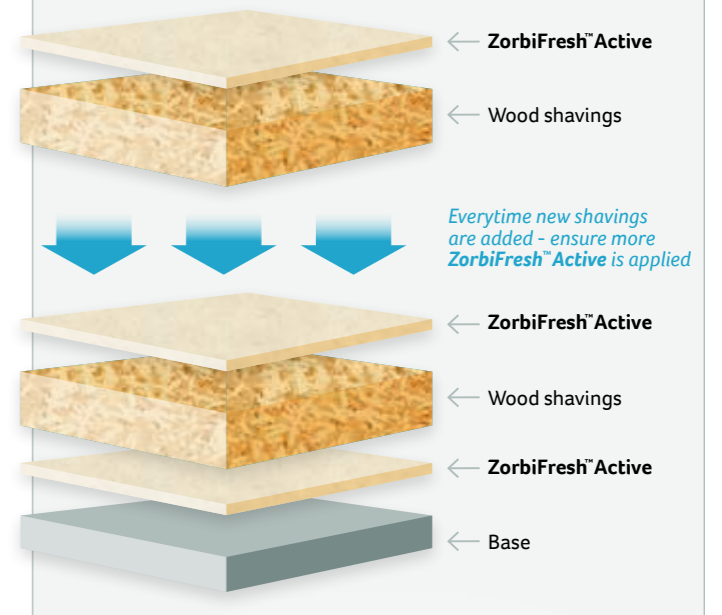 ZorbiFresh™Active
Wood shavings
Everytime new shavings
are added - ensure more
ZorbiFresh™Active is applied
ZorbiFresh™Active
Wood shavings
ZorbiFresh™Active
Base